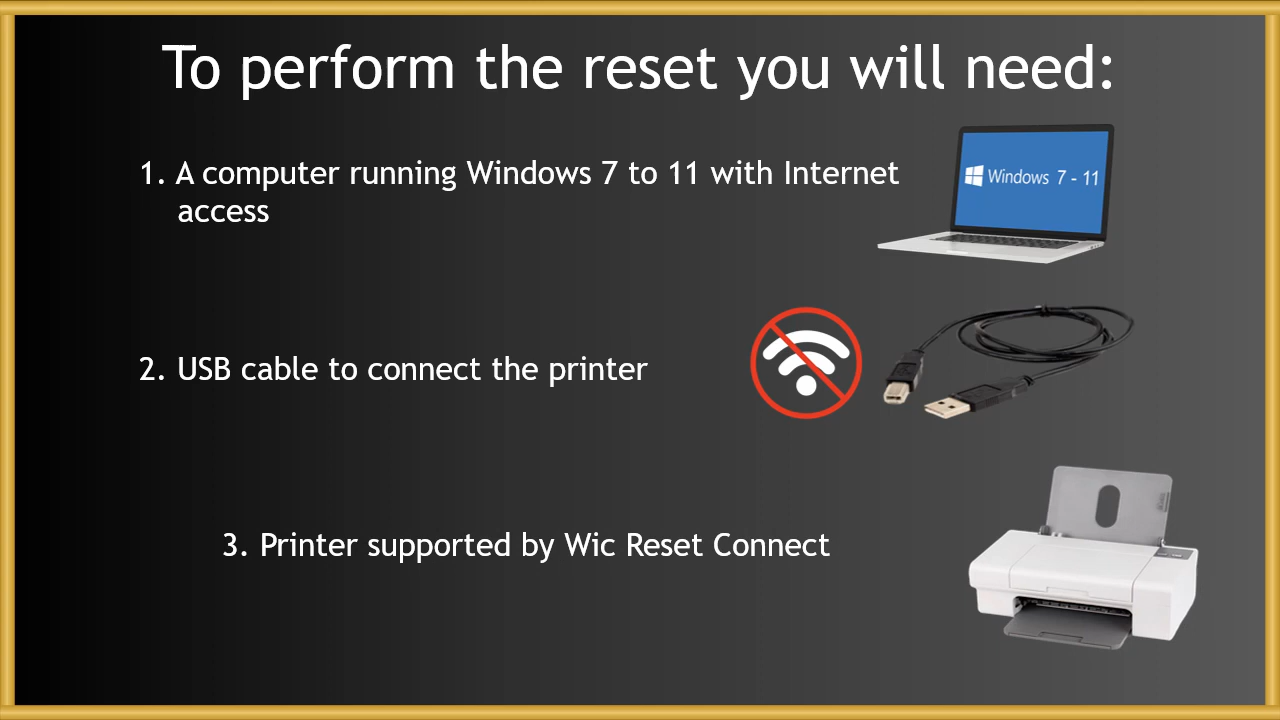 To perform the reset you will need:
1. A computer running Windows 7 to 11 with Internet
access
Windows 7 - 11
2. USB cable to connect the printer
3. Printer supported by Wic Reset Connect